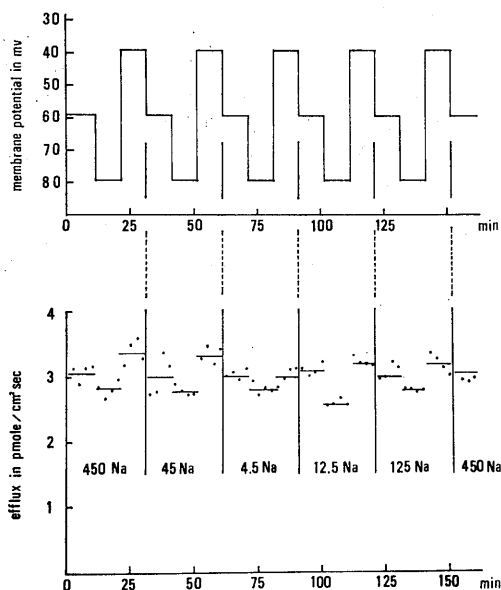 membrane potential in mv
30
40
50
60
70
80
0 25 50 75 100 125 min
efflux in pmole/cm² sec
4
3
2
1
450 Na 45 Na 4.5 Na 12.5 Na 125 Na 450 Na
0 25 50 75 100 125 150 min